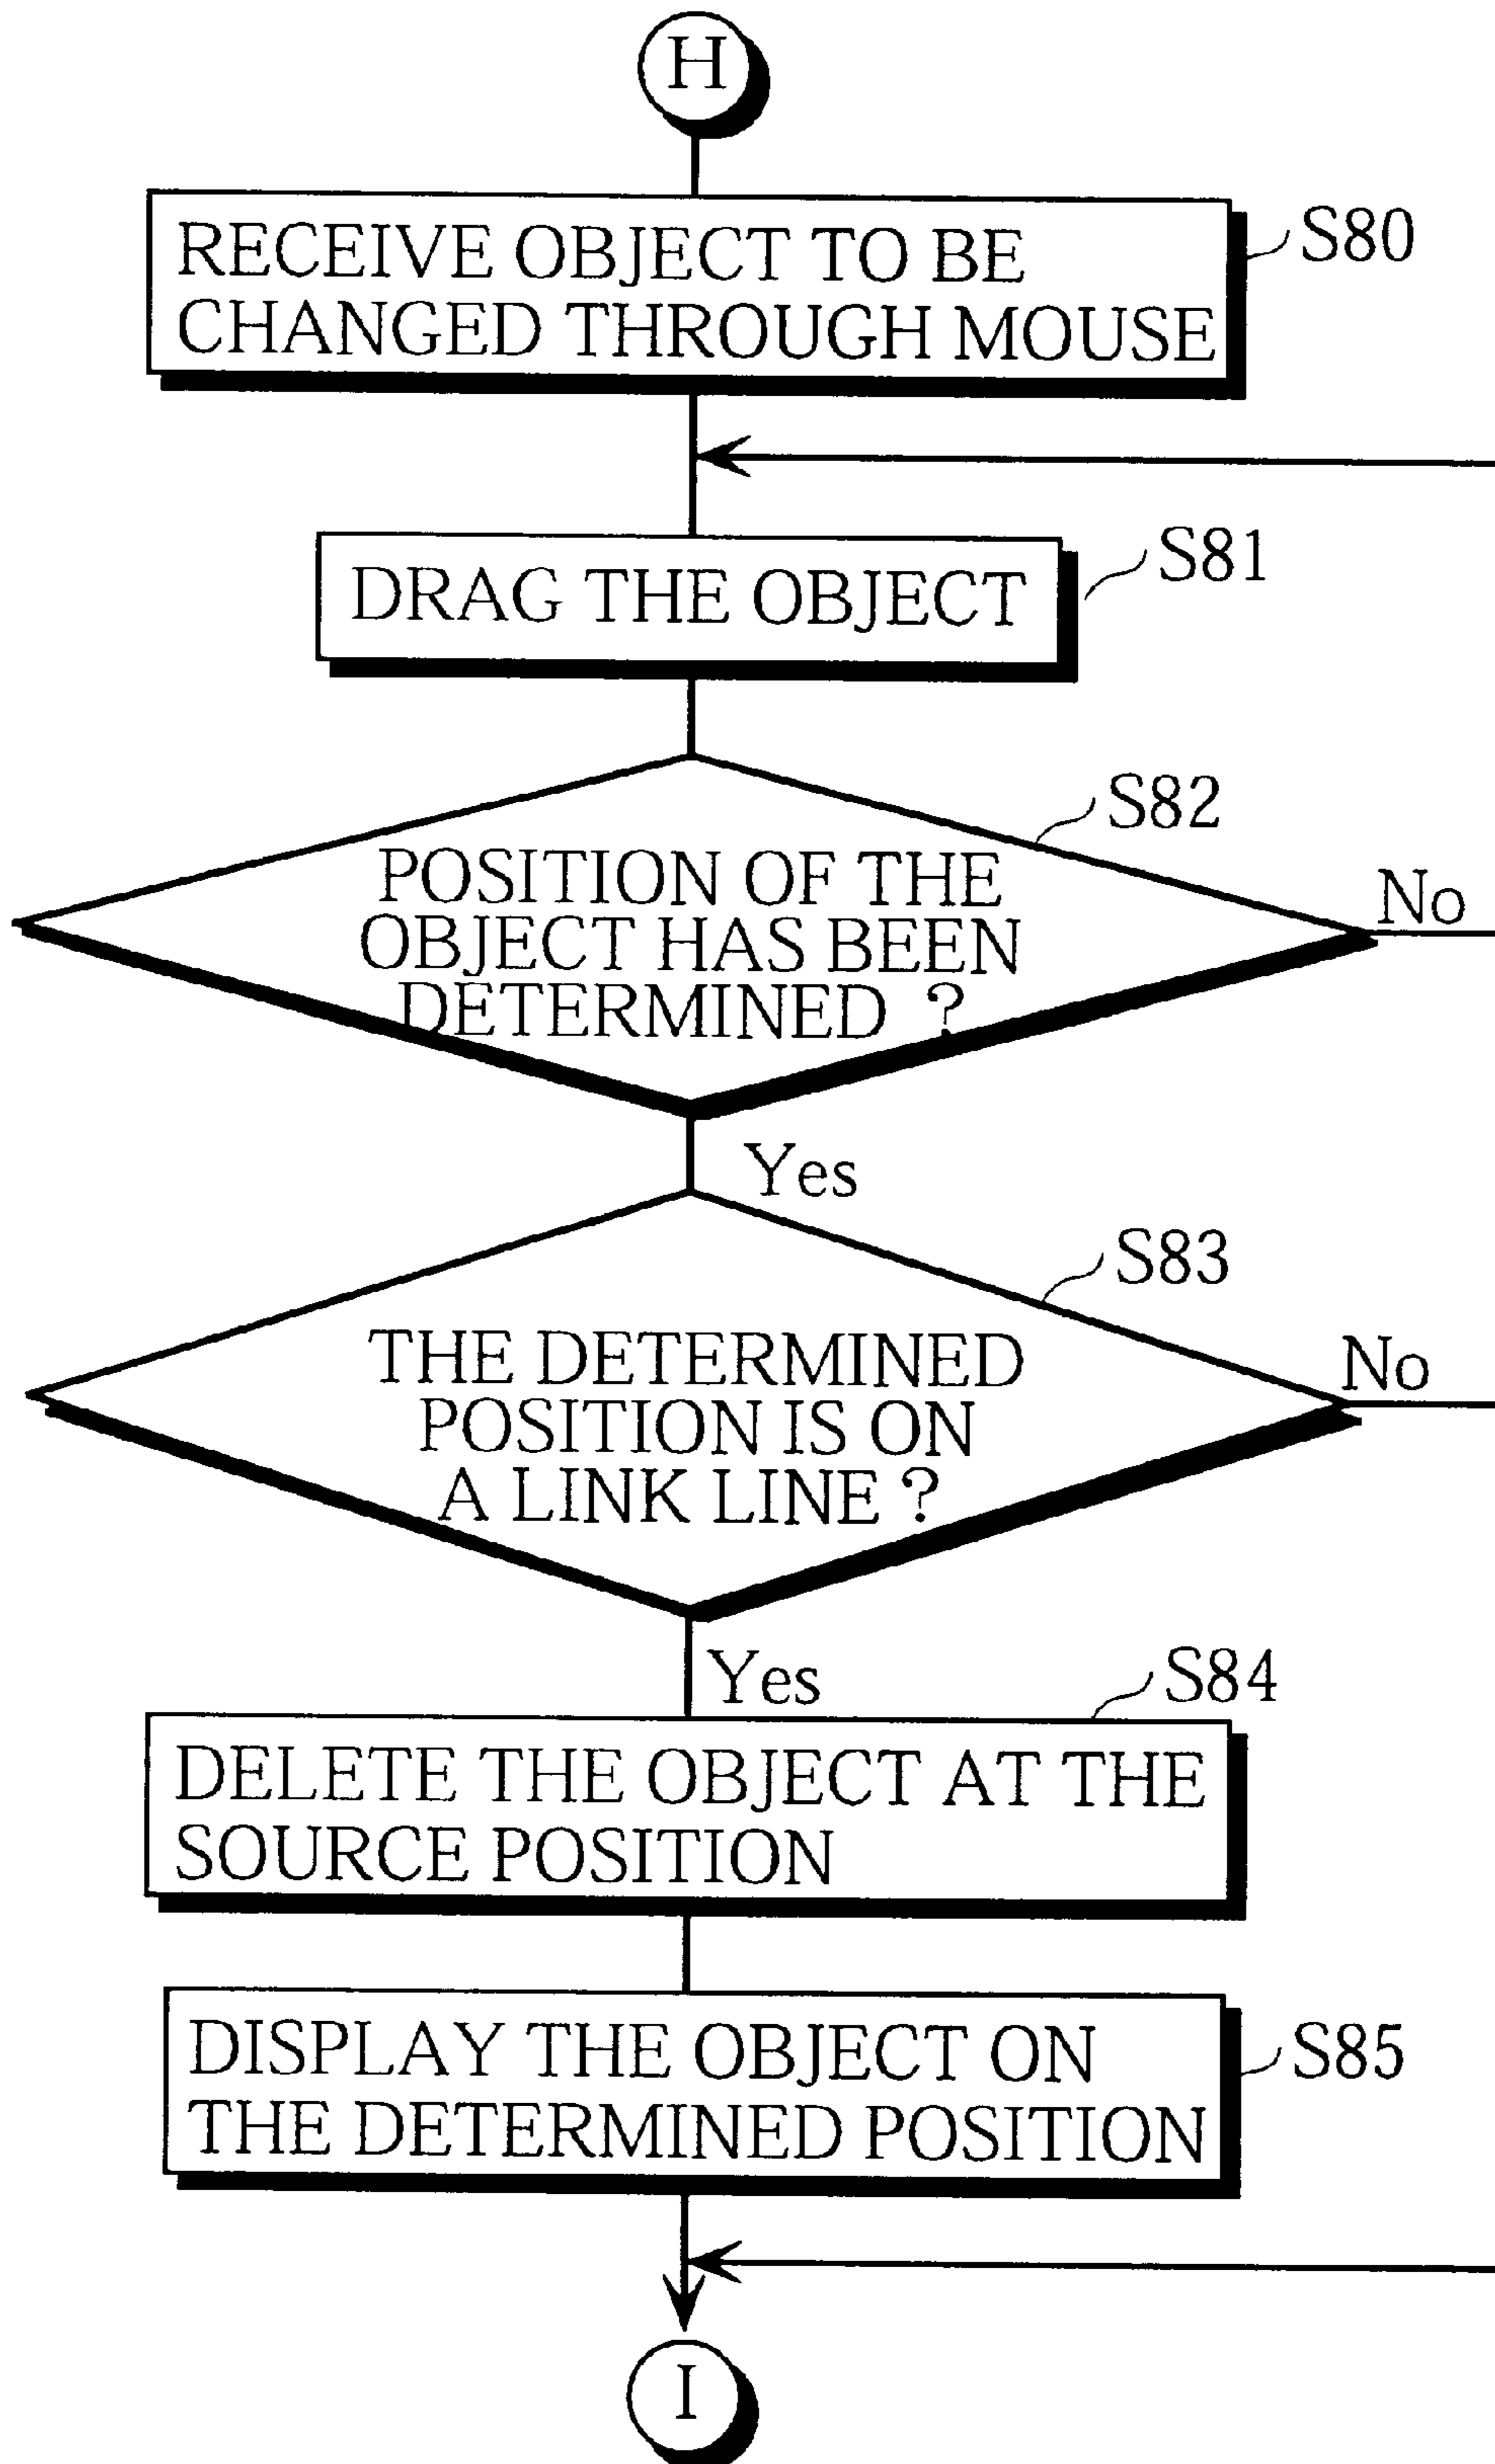 H
RECEIVE OBJECT TO BE
CHANGED THROUGH MOUSE
S80
DRAG THE OBJECT
S81
S82
POSITION OF THE
OBJECT HAS BEEN
DETERMINED ?
No
Yes
S83
THE DETERMINED
POSITION IS ON
A LINK LINE ?
No
Yes
S84
DELETE THE OBJECT AT THE
SOURCE POSITION
DISPLAY THE OBJECT ON
THE DETERMINED POSITION
S85
I